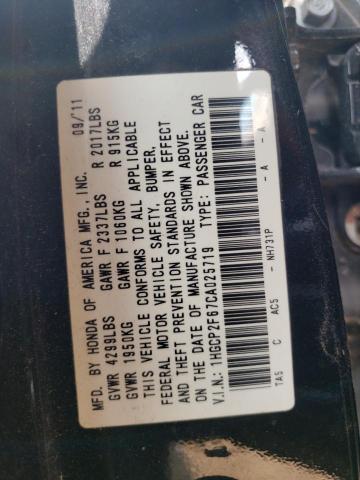 MFD. BY HONDA OF AMERICA MFG.,INC. 09/11
GVWR 4299LBS GAWR F 2337LBS R 2017LBS
GVWR 1950KG GAWR F 1060KG R 915KG
THIS VEHICLE CONFORMS TO ALL APPLICABLE
FEDERAL MOTOR VEHICLE SAFETY, BUMPER,
AND THEFT PREVENTION STANDARDS IN EFFECT
ON THE DATE OF MANUFACTURE SHOWN ABOVE.
V.I.N.: 1HGCP2F67CA025719 TYPE: PASSENGER CAR
TA5 C AC5 - NH731P - A - A